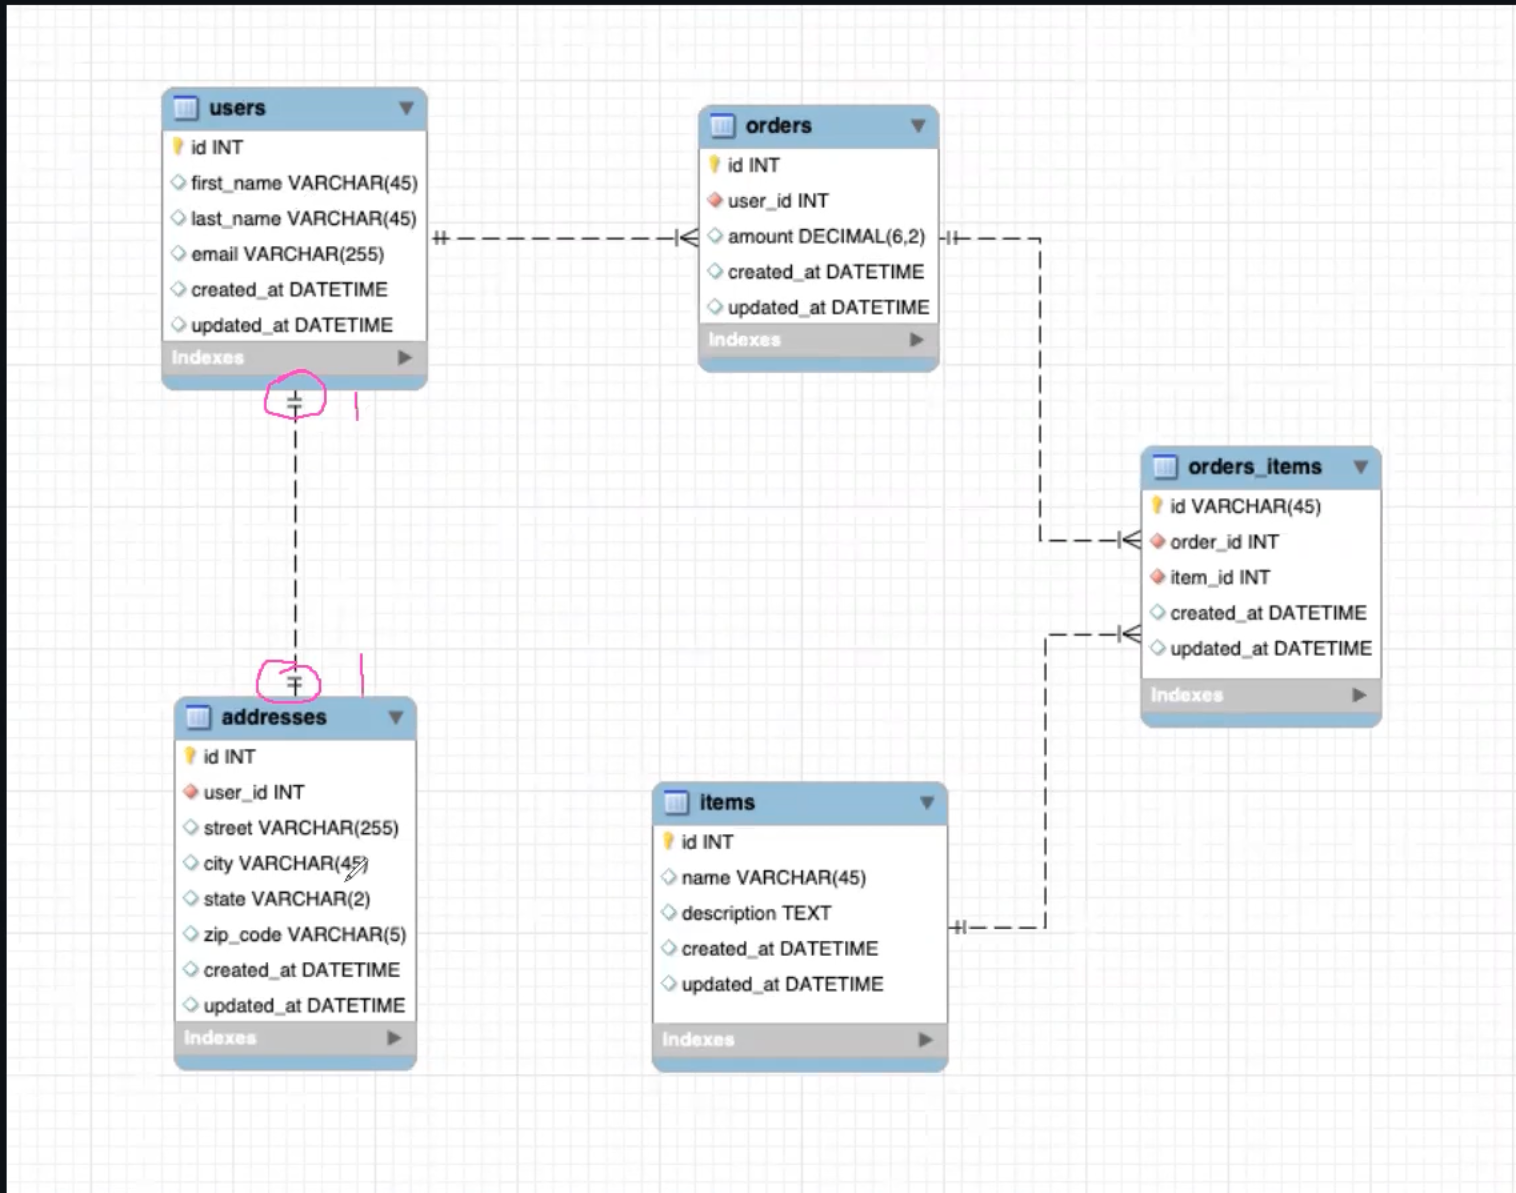 users
id INT
first_name VARCHAR(45)
last_name VARCHAR(45)
email VARCHAR(255)
created_at DATETIME
updated_at DATETIME
Indexes
orders
id INT
user_id INT
amount DECIMAL(6,2)
created_at DATETIME
updated_at DATETIME
Indexes
1
orders_items
id VARCHAR(45)
order_id INT
item_id INT
created_at DATETIME
updated_at DATETIME
Indexes
1
addresses
id INT
user_id INT
street VARCHAR(255)
city VARCHAR(45)
state VARCHAR(2)
zip_code VARCHAR(5)
created_at DATETIME
updated_at DATETIME
Indexes
items
id INT
name VARCHAR(45)
description TEXT
created_at DATETIME
updated_at DATETIME
Indexes